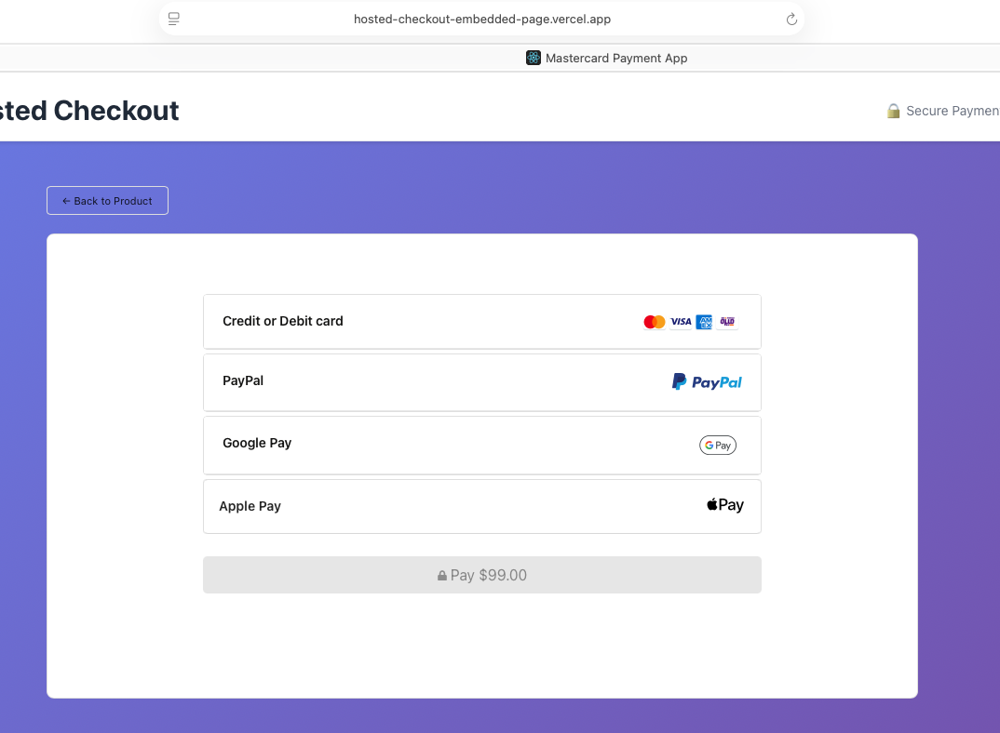 hosted-checkout-embedded-page.vercel.app
Mastercard Payment App
sted Checkout
Secure Paymen
← Back to Product
Credit or Debit card
VISA
AMEX
PayPal
PayPal
Google Pay
G Pay
Apple Pay
Pay
Pay $99.00